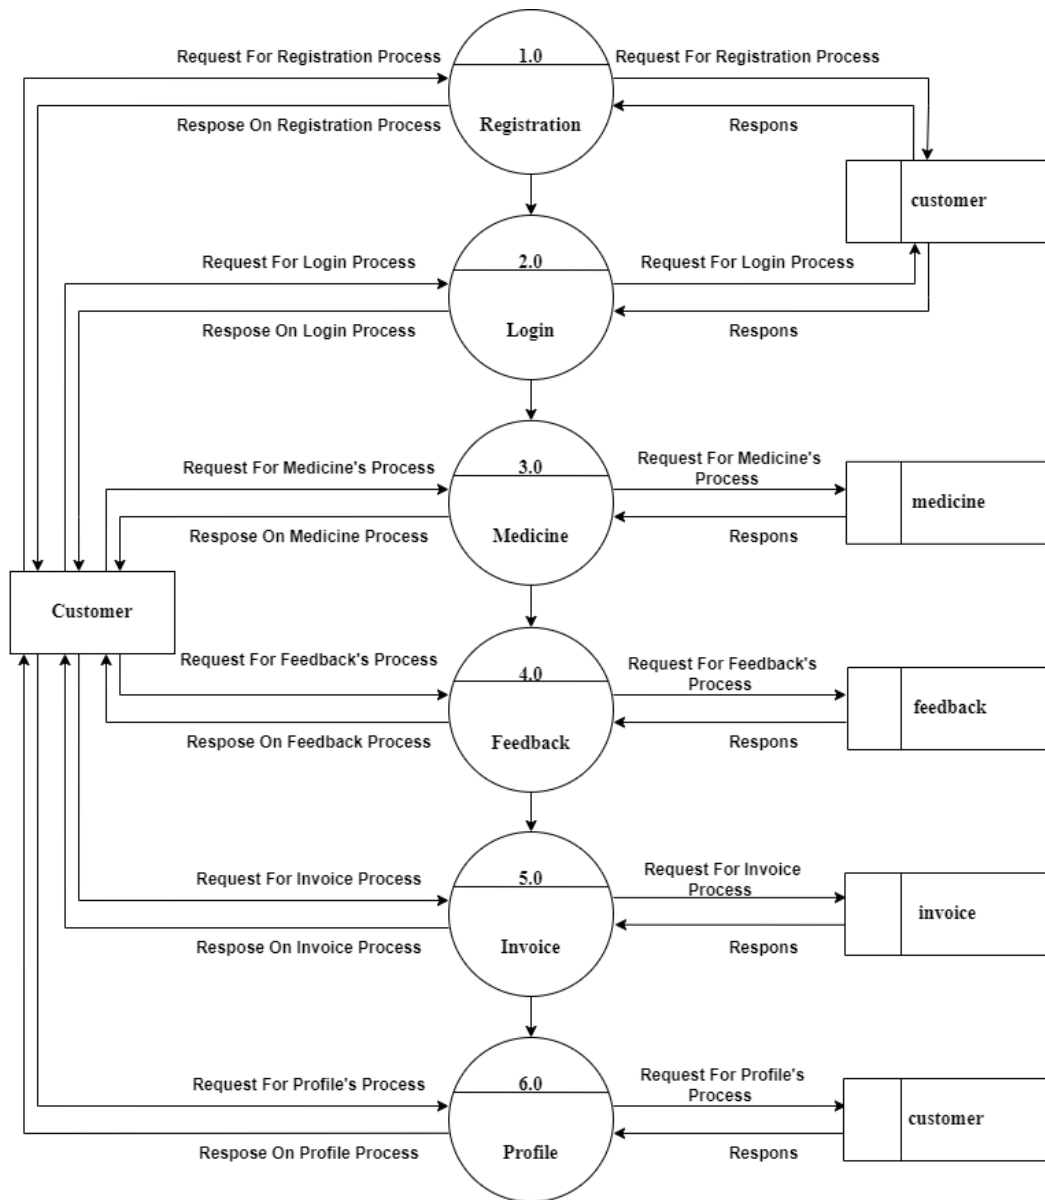 1.0
Request For Registration Process
Request For Registration Process
Registration
Respose On Registration Process
Respons
customer
2.0
Request For Login Process
Request For Login Process
Login
Respose On Login Process
Respons
3.0
Request For Medicine's Process
Request For Medicine's
Process
medicine
Medicine
Respose On Medicine Process
Respons
Customer
4.0
Request For Feedback's Process
Request For Feedback's
Process
feedback
Feedback
Respose On Feedback Process
Respons
5.0
Request For Invoice Process
Request For Invoice
Process
invoice
Invoice
Respose On Invoice Process
Respons
6.0
Request For Profile's Process
Request For Profile's
Process
customer
Profile
Respose On Profile Process
Respons